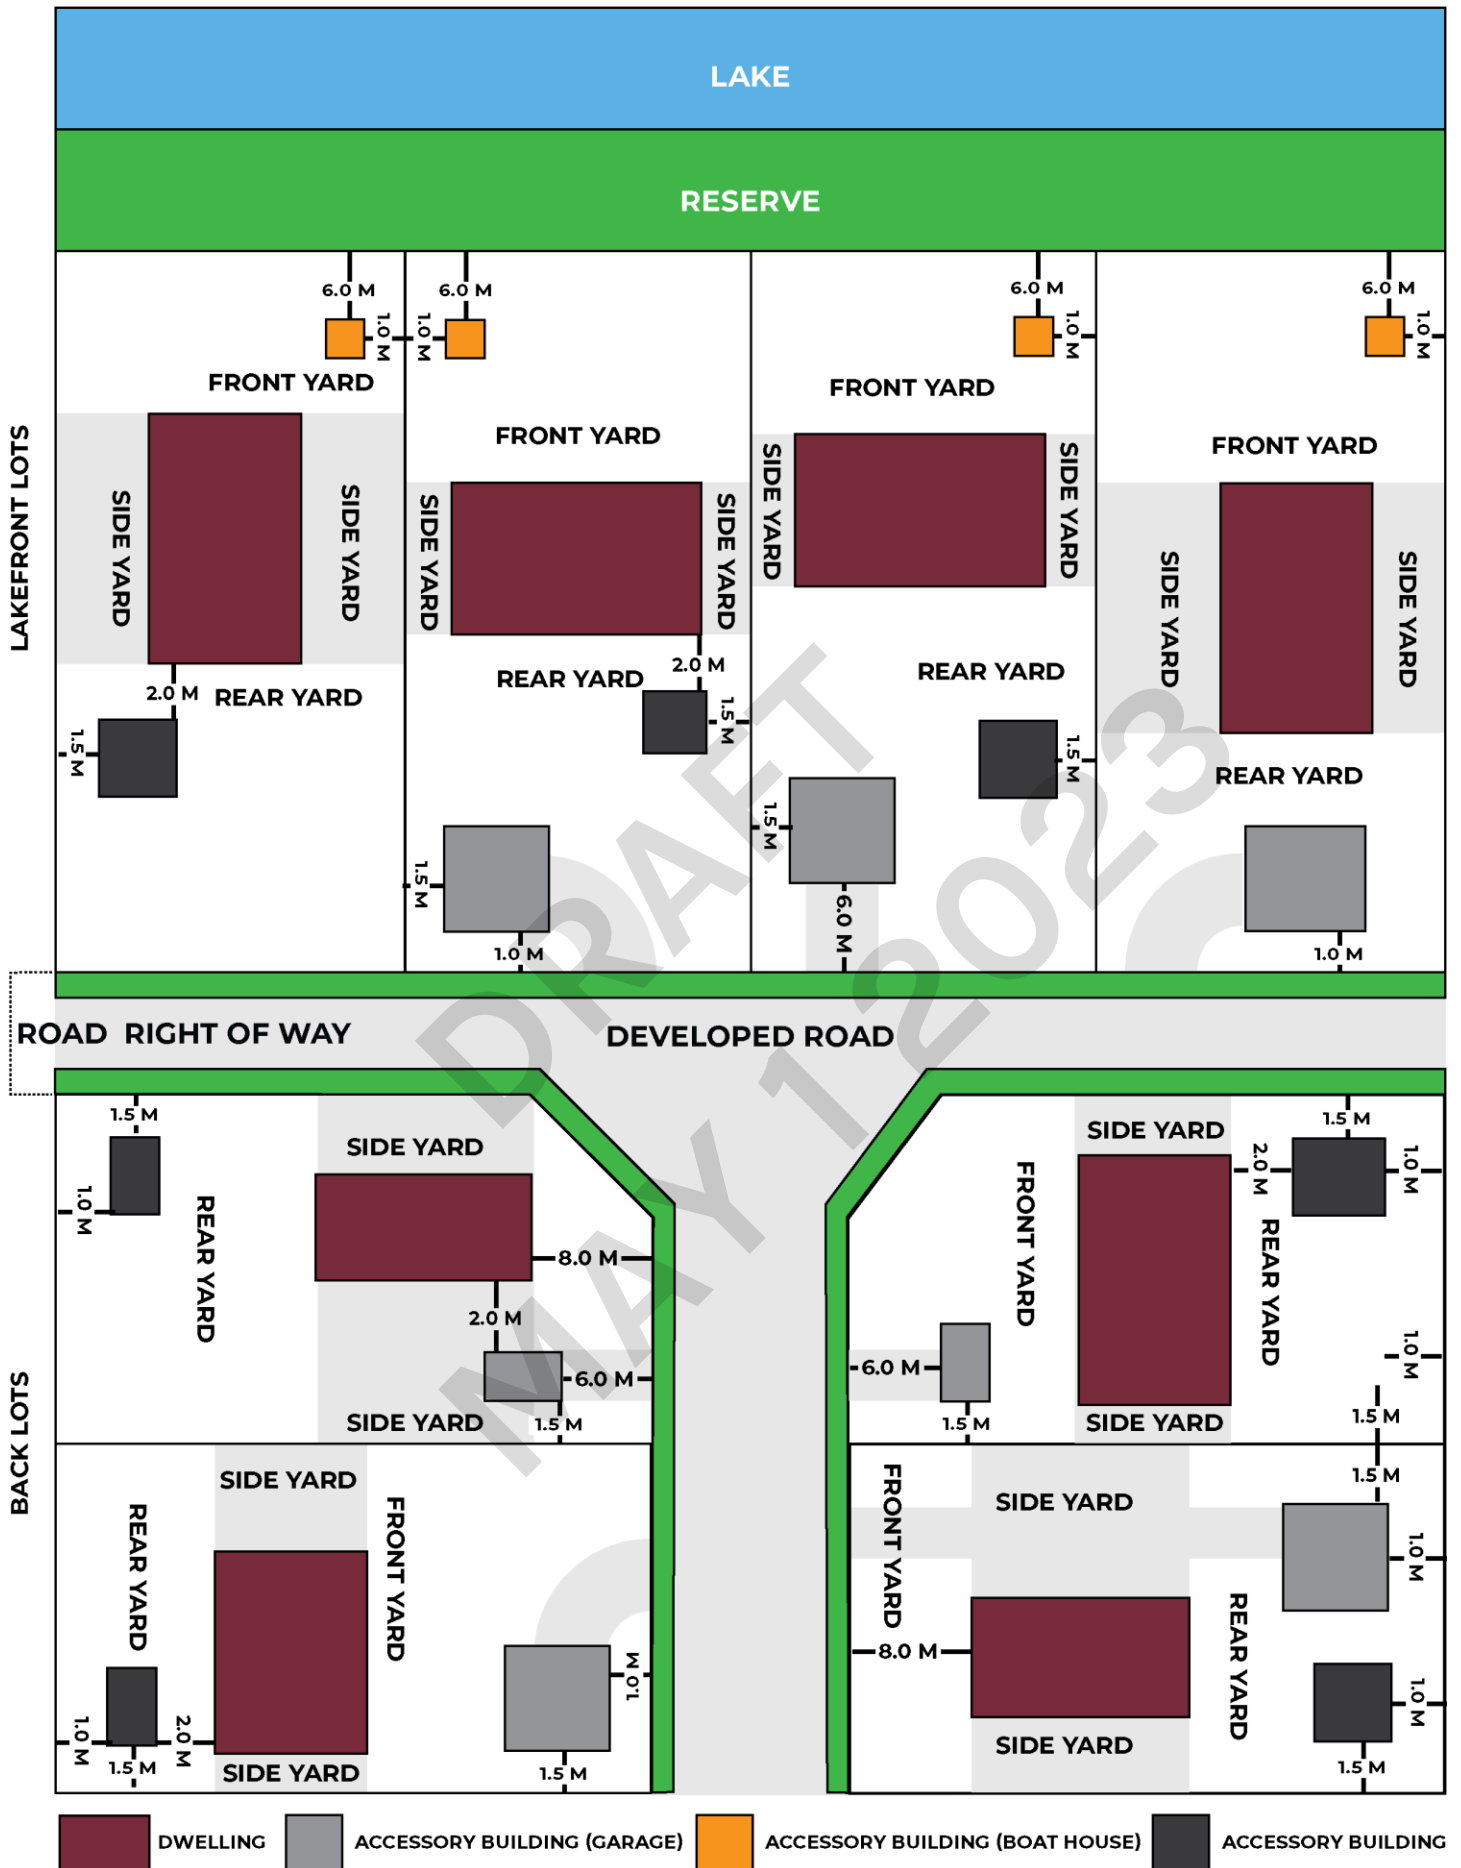 LAKE
RESERVE
6.0 M
6.0 M
6.0 M
6.0 M
1.0 M
1.0 M
1.0 M
1.0 M
FRONT YARD
FRONT YARD
FRONT YARD
FRONT YARD
LAKEFRONT LOTS
SIDE YARD
SIDE YARD
SIDE YARD
SIDE YARD
SIDE YARD
SIDE YARD
SIDE YARD
SIDE YARD
2.0 M
REAR YARD
REAR YARD
2.0 M
REAR YARD
REAR YARD
1.5 M
1.5 M
1.5 M
1.5 M
1.5 M
1.0 M
6.0 M
1.0 M
DRAFT
MAY 1 2023
ROAD RIGHT OF WAY
DEVELOPED ROAD
BACK LOTS
1.5 M
1.0 M
REAR YARD
SIDE YARD
8.0 M
2.0 M
6.0 M
SIDE YARD
1.5 M
SIDE YARD
1.5 M
2.0 M
1.0 M
FRONT YARD
REAR YARD
6.0 M
1.0 M
1.5 M
SIDE YARD
1.5 M
SIDE YARD
REAR YARD
FRONT YARD
1.0 M
2.0 M
1.5 M
SIDE YARD
1.0 M
1.5 M
FRONT YARD
SIDE YARD
1.5 M
1.0 M
8.0 M
REAR YARD
1.0 M
SIDE YARD
1.5 M
DWELLING
ACCESSORY BUILDING (GARAGE)
ACCESSORY BUILDING (BOAT HOUSE)
ACCESSORY BUILDING